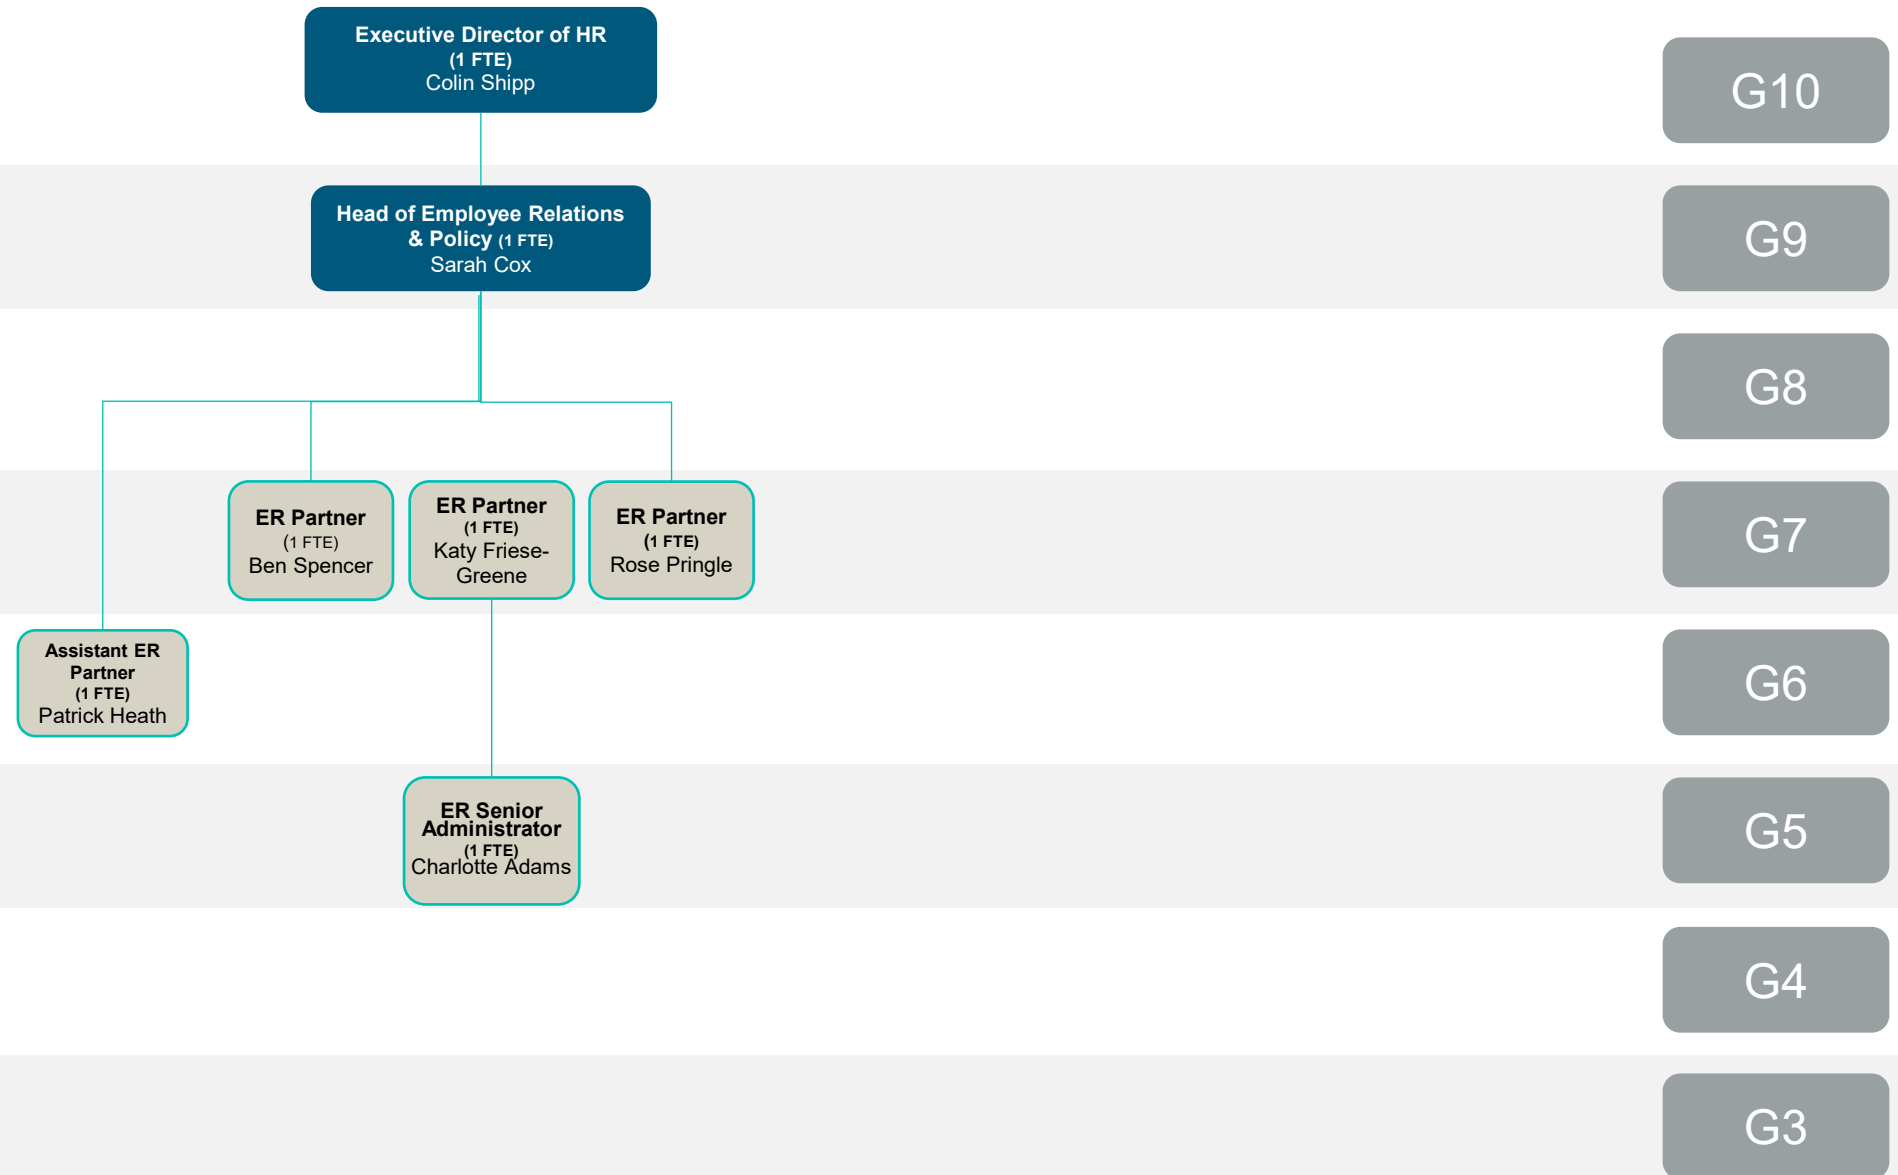 Executive Director of HR
(1 FTE)
Colin Shipp
G10
Head of Employee Relations
& Policy (1 FTE)
Sarah Cox
G9
G8
ER Partner
(1 FTE)
Ben Spencer
ER Partner
(1 FTE)
Katy Friese-
Greene
ER Partner
(1 FTE)
Rose Pringle
G7
Assistant ER
Partner
(1 FTE)
Patrick Heath
G6
ER Senior
Administrator
(1 FTE)
Charlotte Adams
G5
G4
G3